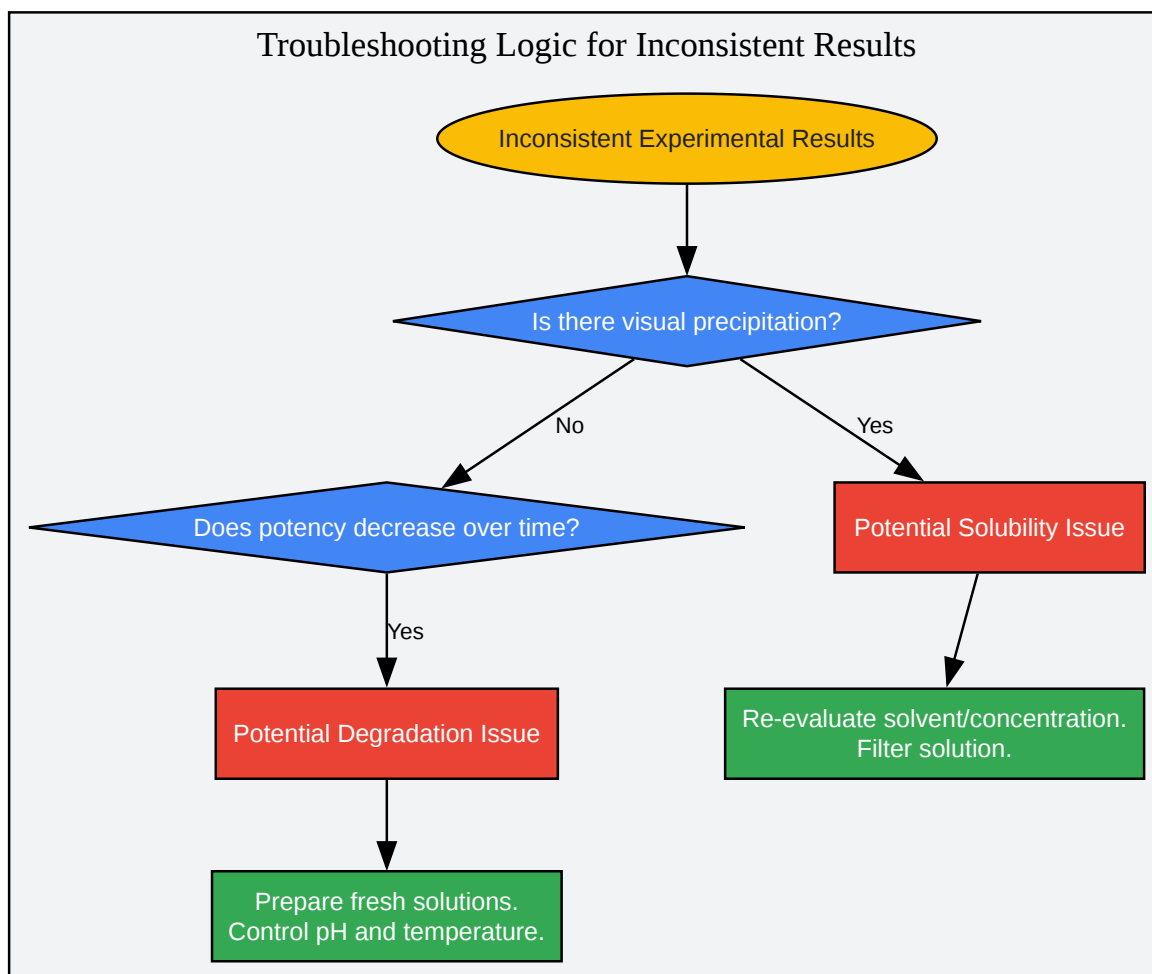 Troubleshooting Logic for Inconsistent Results
Inconsistent Experimental Results
Is there visual precipitation?
No
Yes
Does potency decrease over time?
Potential Solubility Issue
Yes
Potential Degradation Issue
Re-evaluate solvent/concentration.
Filter solution.
Prepare fresh solutions.
Control pH and temperature.